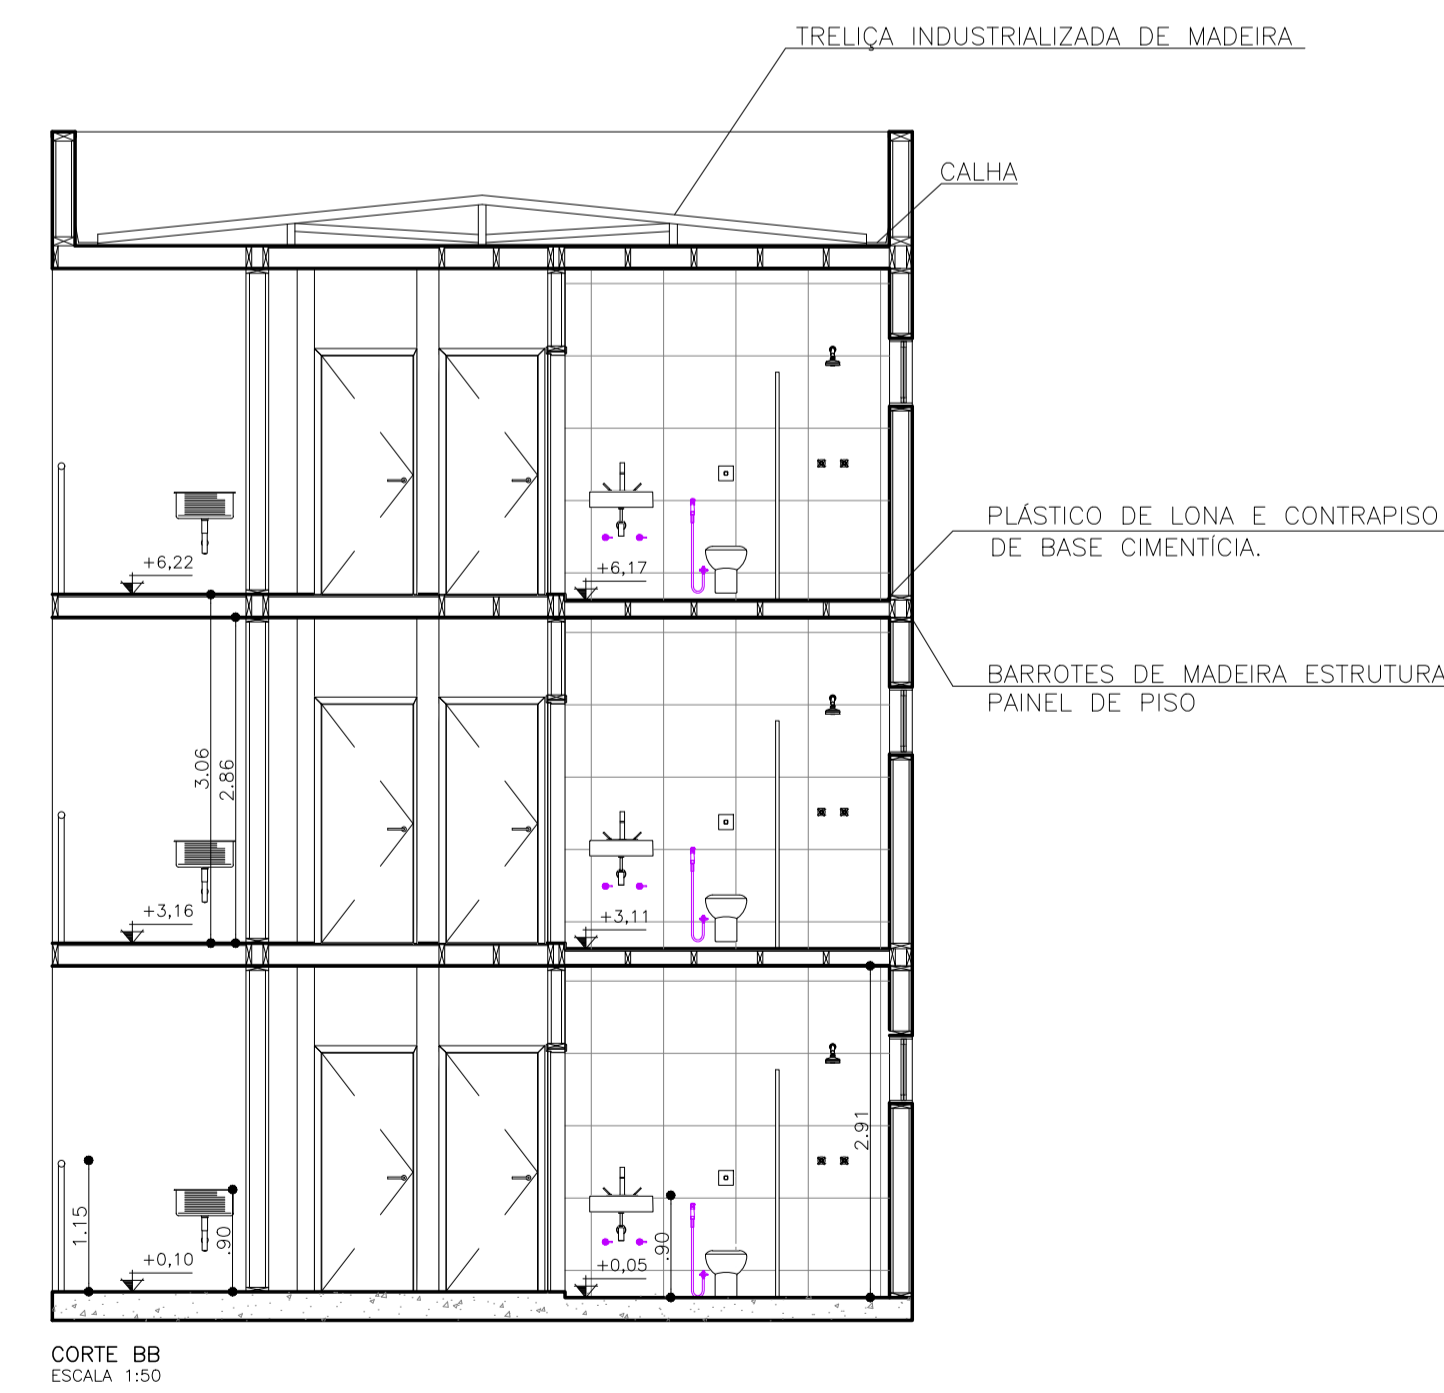 TRELIÇA INDUSTRIALIZADA DE MADEIRA
CALHA
PLÁSTICO DE LONA E CONTRAPISO
DE BASE CIMENTÍCIA.
+6,22
+6,17
BARROTES DE MADEIRA ESTRUTURA
PAINEL DE PISO
3.06
2.86
+3,16
+3,11
2.91
1.15
.90
.90
+0,10
+0,05
CORTE BB
ESCALA 1:50